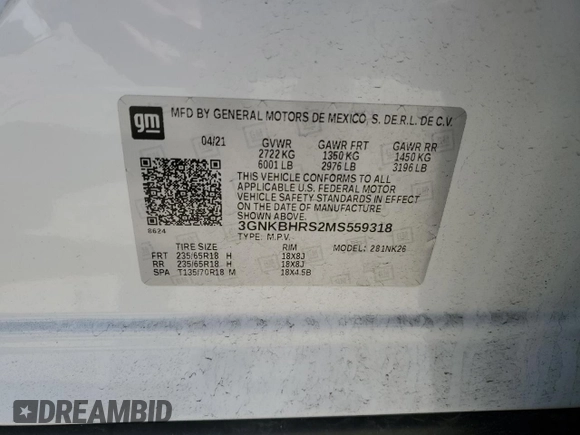 gm
MFD BY GENERAL MOTORS DE MEXICO, S. DE R.L. DE C.V.
04/21 GVWR GAWR FRT GAWR RR
2722 KG 1350 KG 1450 KG
6001 LB 2976 LB 3196 LB
THIS VEHICLE CONFORMS TO ALL
APPLICABLE U.S. FEDERAL MOTOR
VEHICLE SAFETY STANDARDS IN EFFECT
ON THE DATE OF MANUFACTURE
SHOWN ABOVE.
8624
3GNKBHRS2MS559318
TYPE: M.P.V. MODEL: 281NK26
TIRE SIZE RIM
FRT 235/65R18 H 18X8J
RR 235/65R18 H 18X8J
SPA T135/70R18 M 18X4.5B
DREAMBID